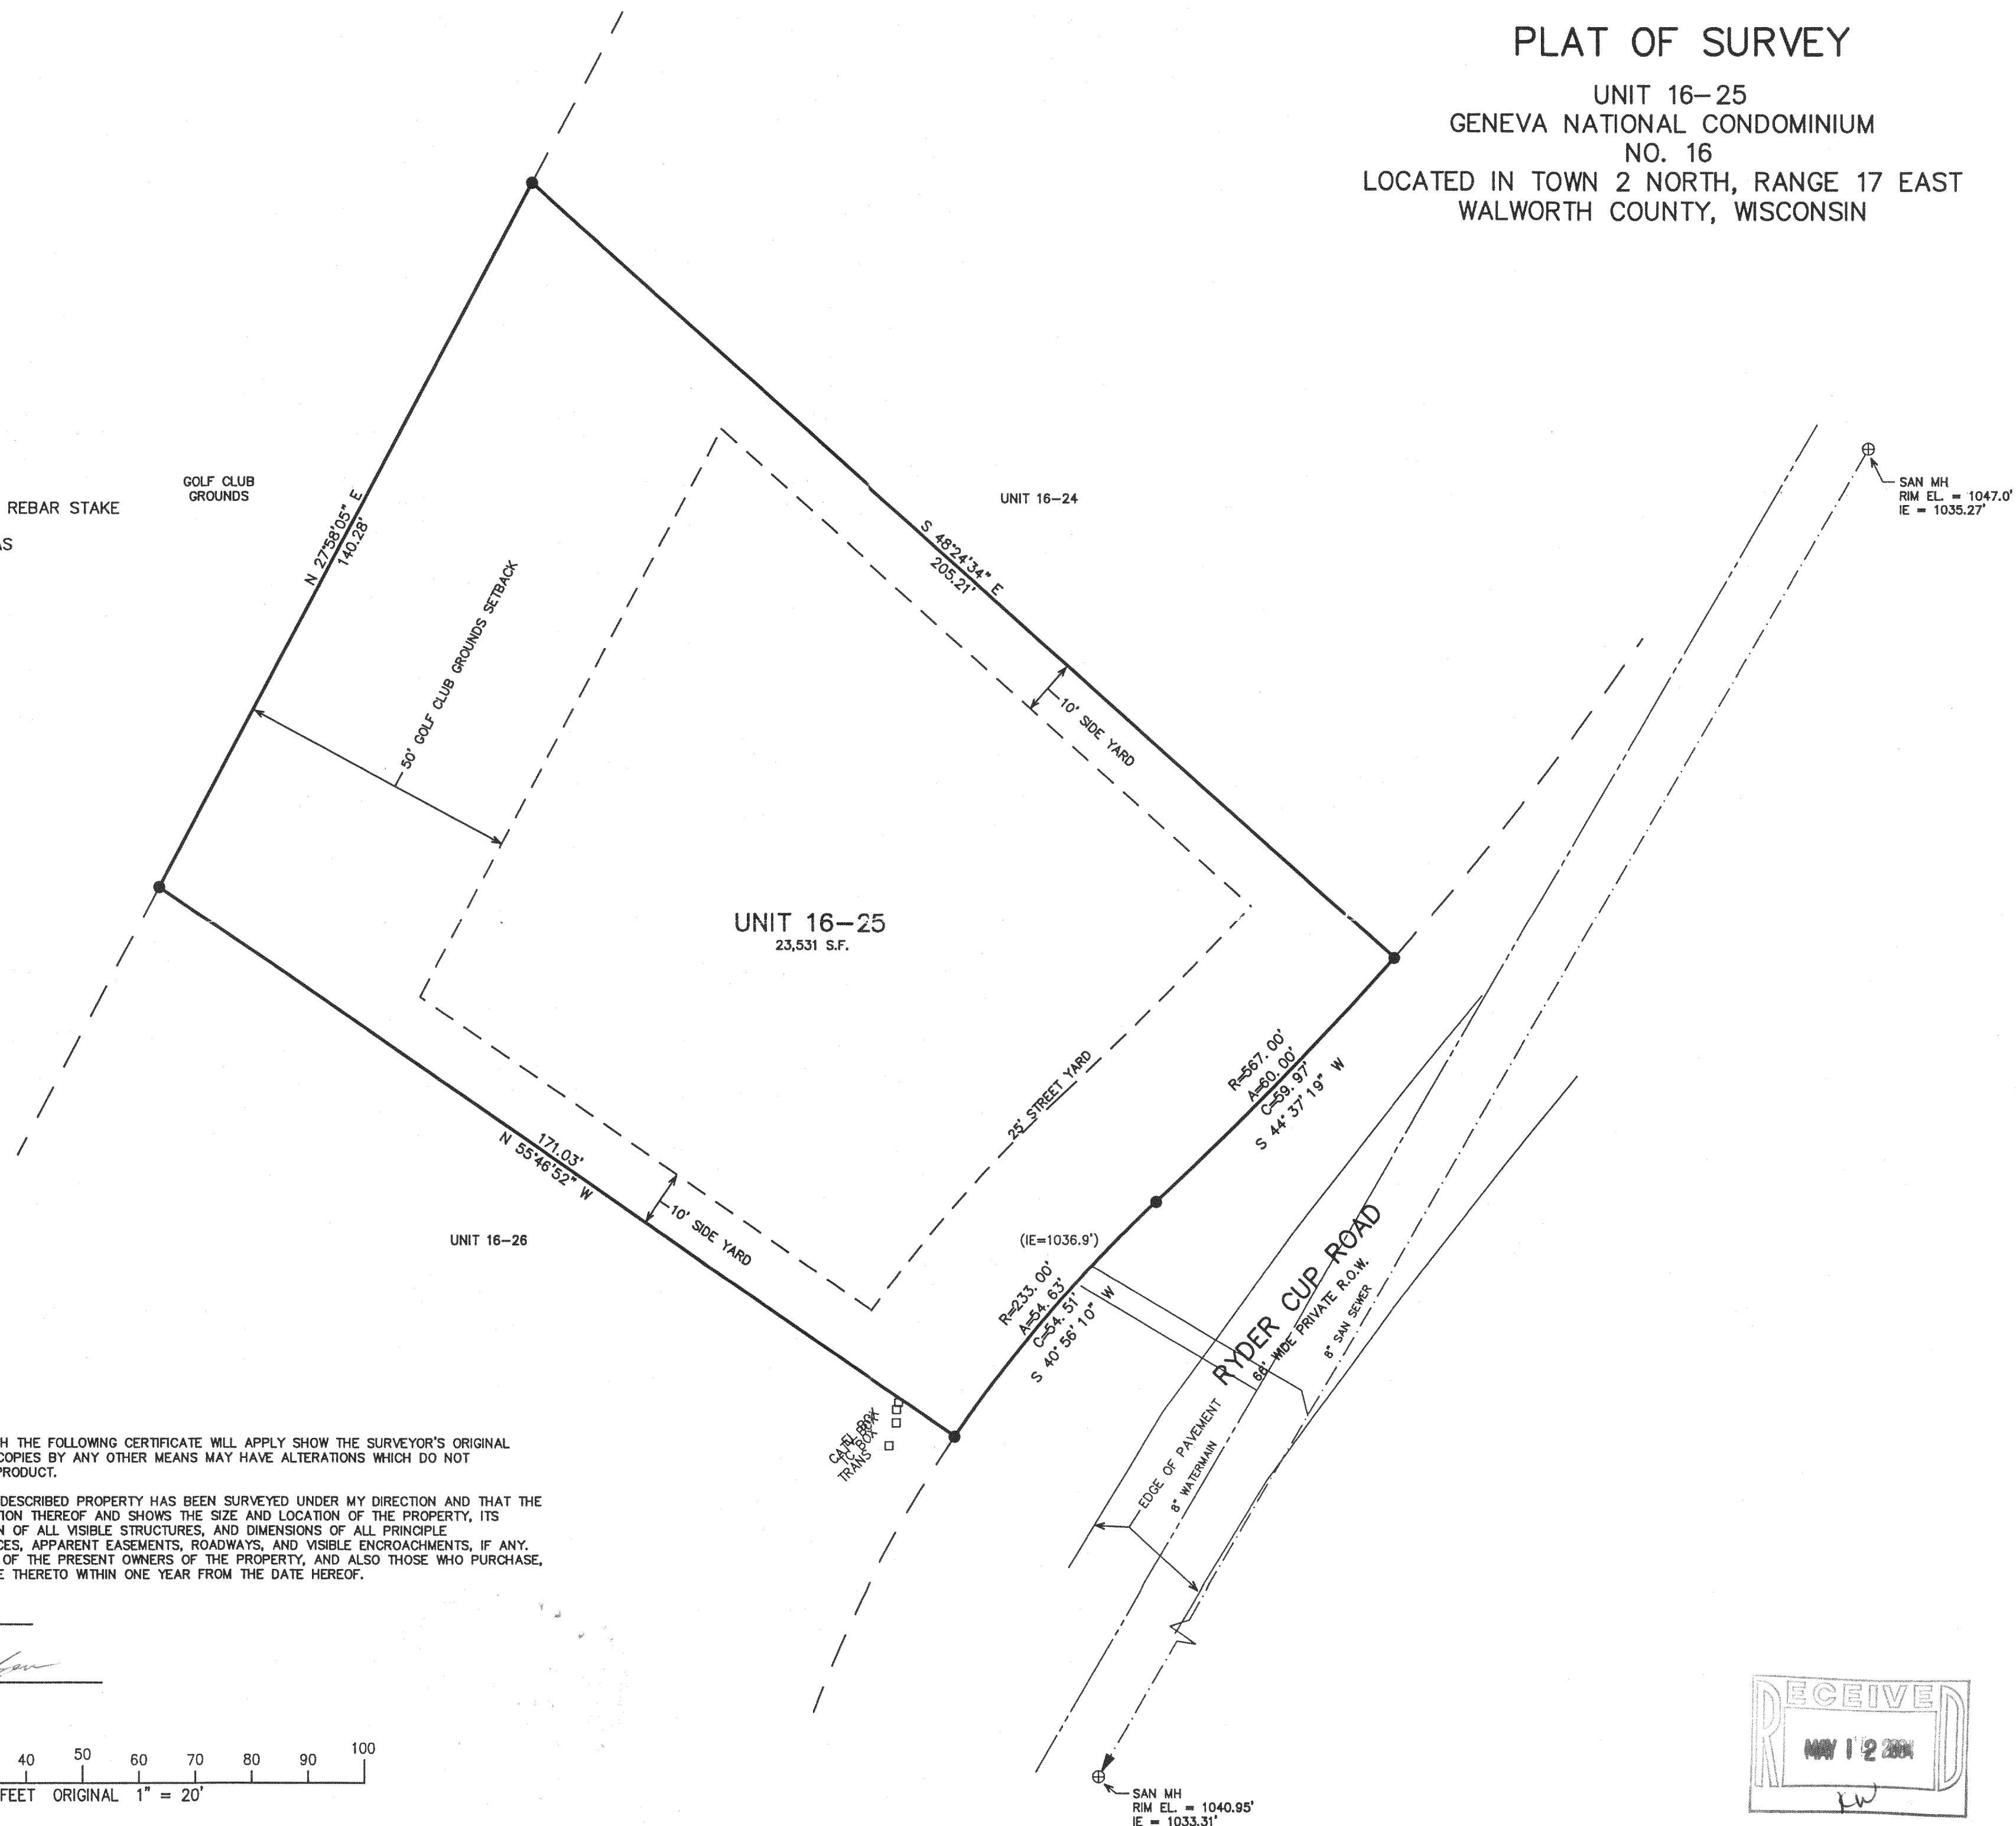 PLAT OF SURVEY
UNIT 16-25
GENEVA NATIONAL CONDOMINIUM
NO. 16
LOCATED IN TOWN 2 NORTH, RANGE 17 EAST
WALWORTH COUNTY, WISCONSIN
GOLF CLUB
GROUNDS
REBAR STAKE
AS
N 27°58'05" E
140.28'
50' GOLF CLUB GROUNDS SETBACK
UNIT 16-24
S 48°24'34" E
205.21'
10' SIDE YARD
SAN MH
RIM EL. = 1047.0'
IE = 1035.27'
UNIT 16-25
23,531 S.F.
25' STREET YARD
R=567.00'
A=60.00'
C=59.97'
S 44°37'19" W
171.03'
N 55°46'52" W
10' SIDE YARD
UNIT 16-26
(IE=1036.9')
R=233.00'
A=54.63'
C=54.51'
S 40°56'10" W
RYDER CUP ROAD
66' WIDE PRIVATE R.O.W.
8" SAN SEWER
EDGE OF PAVEMENT
8" WATERMAIN
TRANS
H THE FOLLOWING CERTIFICATE WILL APPLY SHOW THE SURVEYOR'S ORIGINAL
COPIES BY ANY OTHER MEANS MAY HAVE ALTERATIONS WHICH DO NOT
PRODUCT.
DESCRIBED PROPERTY HAS BEEN SURVEYED UNDER MY DIRECTION AND THAT THE
TION THEREOF AND SHOWS THE SIZE AND LOCATION OF THE PROPERTY, ITS
N OF ALL VISIBLE STRUCTURES, AND DIMENSIONS OF ALL PRINCIPLE
CES, APPARENT EASEMENTS, ROADWAYS, AND VISIBLE ENCROACHMENTS, IF ANY.
OF THE PRESENT OWNERS OF THE PROPERTY, AND ALSO THOSE WHO PURCHASE,
E THERETO WITHIN ONE YEAR FROM THE DATE HEREOF.
40 50 60 70 80 90 100
FEET ORIGINAL 1" = 20'
SAN MH
RIM EL. = 1040.95'
IE = 1033.31'
RECEIVED
MAY 12 2004